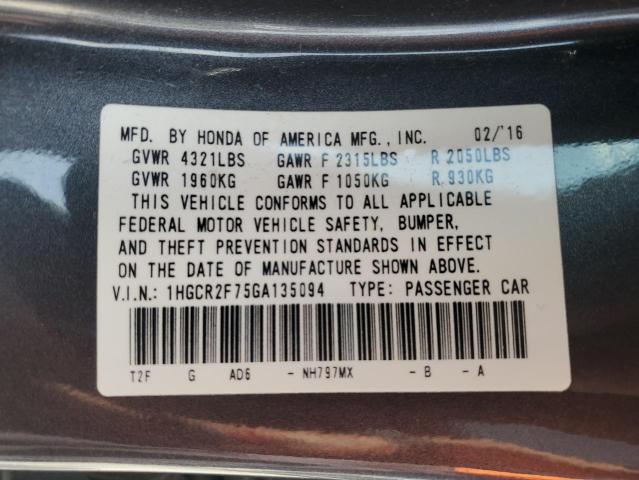 MFD. BY HONDA OF AMERICA MFG., INC. 02/'16
GVWR 4321LBS GAWR F 2315LBS R 2050LBS
GVWR 1960KG GAWR F 1050KG R 930KG
THIS VEHICLE CONFORMS TO ALL APPLICABLE
FEDERAL MOTOR VEHICLE SAFETY, BUMPER,
AND THEFT PREVENTION STANDARDS IN EFFECT
ON THE DATE OF MANUFACTURE SHOWN ABOVE.
V.I.N.: 1HGCR2F75GA135094 TYPE: PASSENGER CAR
T2F G AD6 - NH797MX - B - A